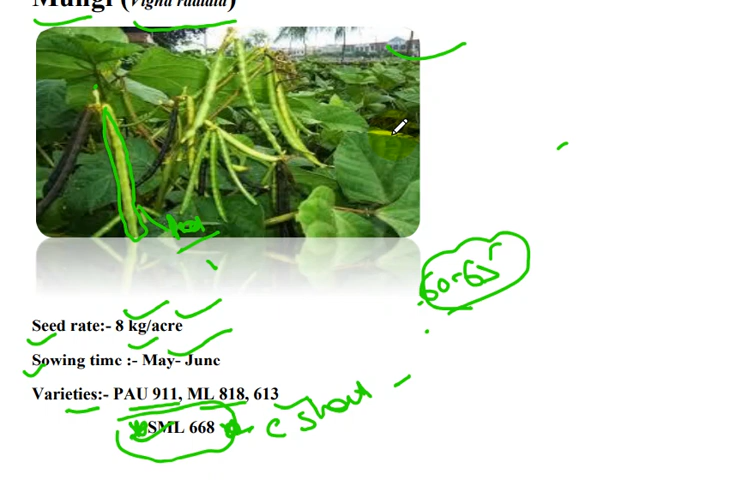 Mungi (Vigna radiata)
pod
60-65
Seed rate:- 8 kg/acre
Sowing time :- May- June
Varieties:- PAU 911, ML 818, 613
SML 668
short